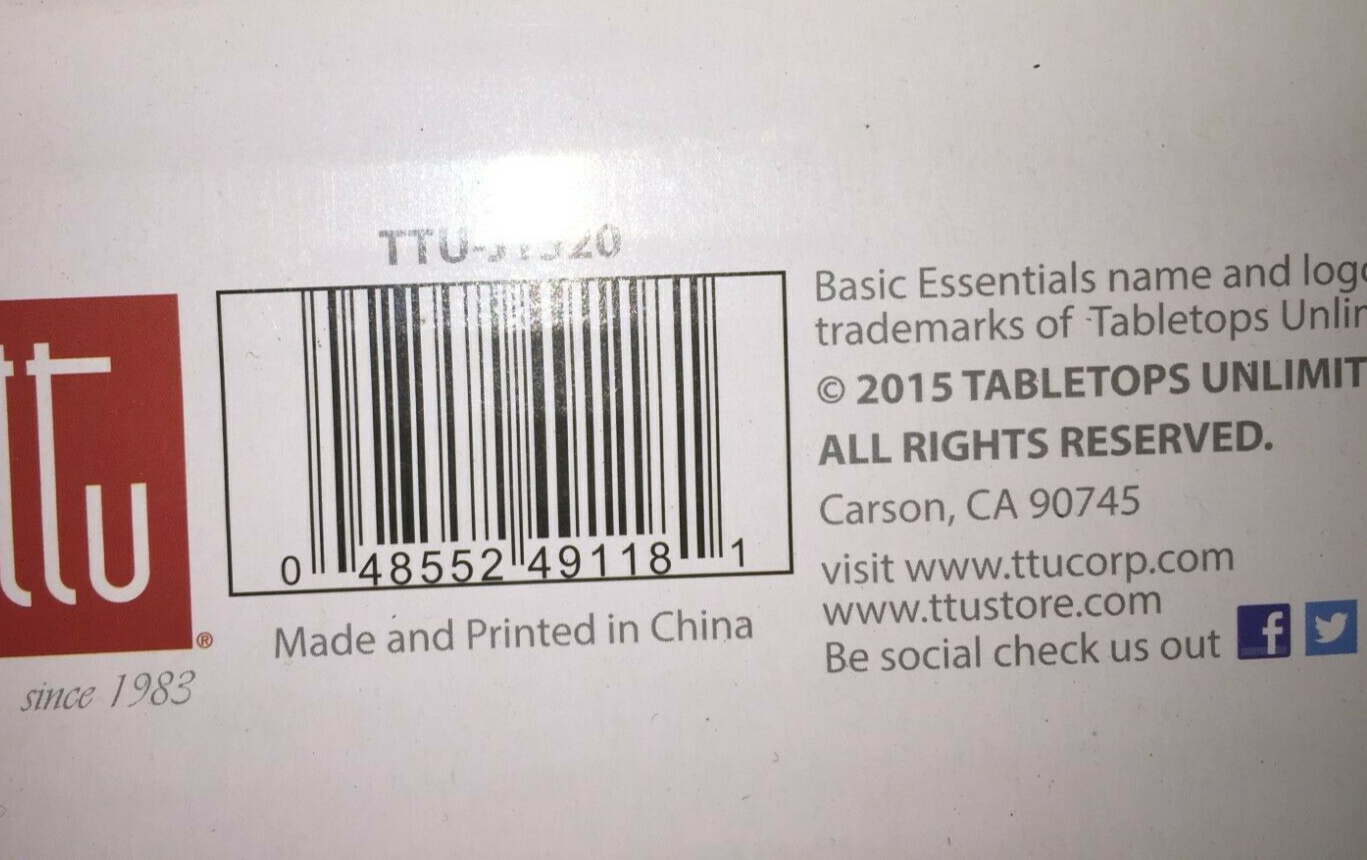 ttu
®
since 1983
0 48552 49118 1
Made and Printed in China
Basic Essentials name and logo
trademarks of Tabletops
© 2015 TABLETOPS UNLIMIT
ALL RIGHTS RESERVED.
Carson, CA 90745
visit www.ttucorp.com
www.ttustore.com
Be social check us out